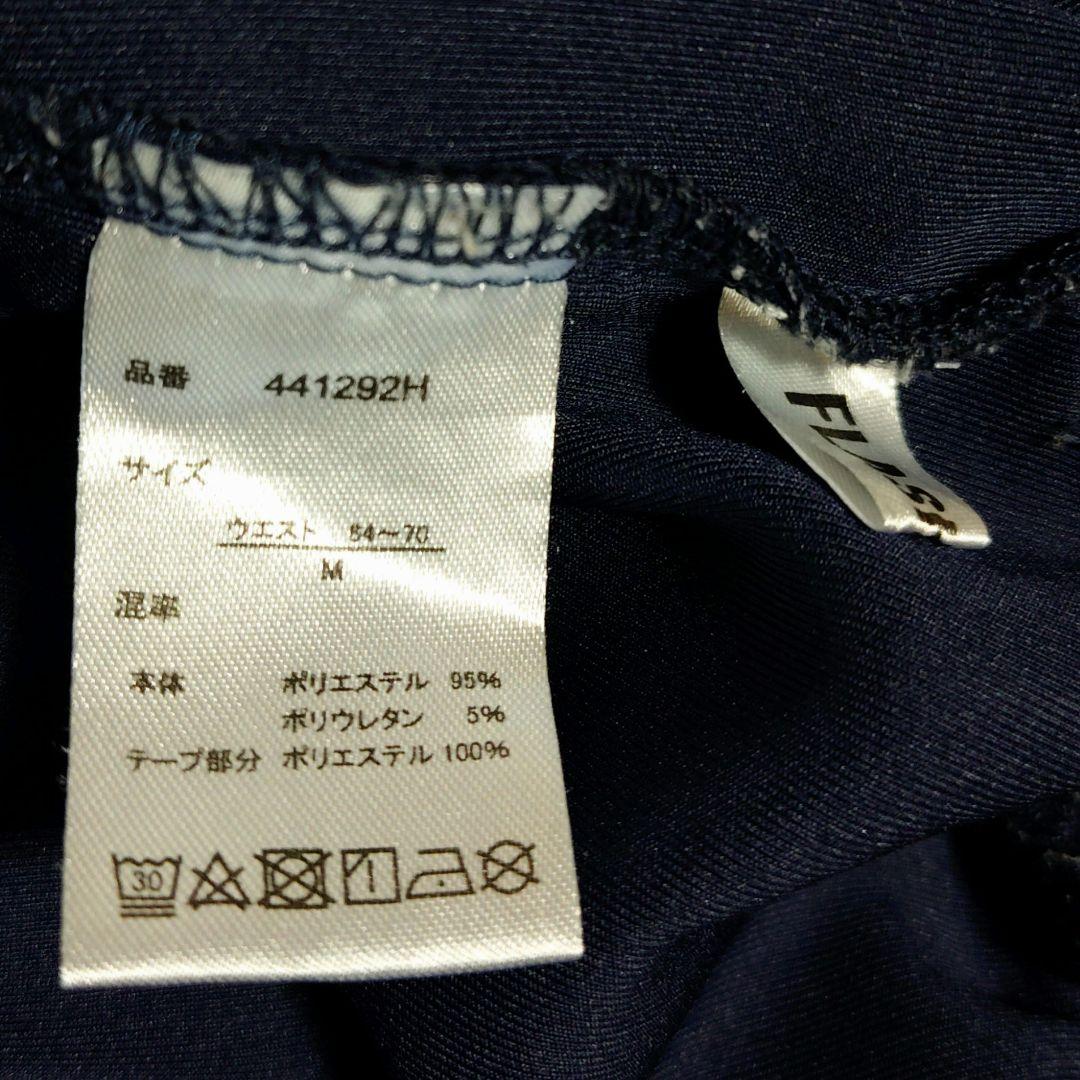 品番 441292H
サイズ
ウエスト 64〜70
M
混率
本体 ポリエステル 95%
ポリウレタン 5%
テープ部分 ポリエステル 100%
30